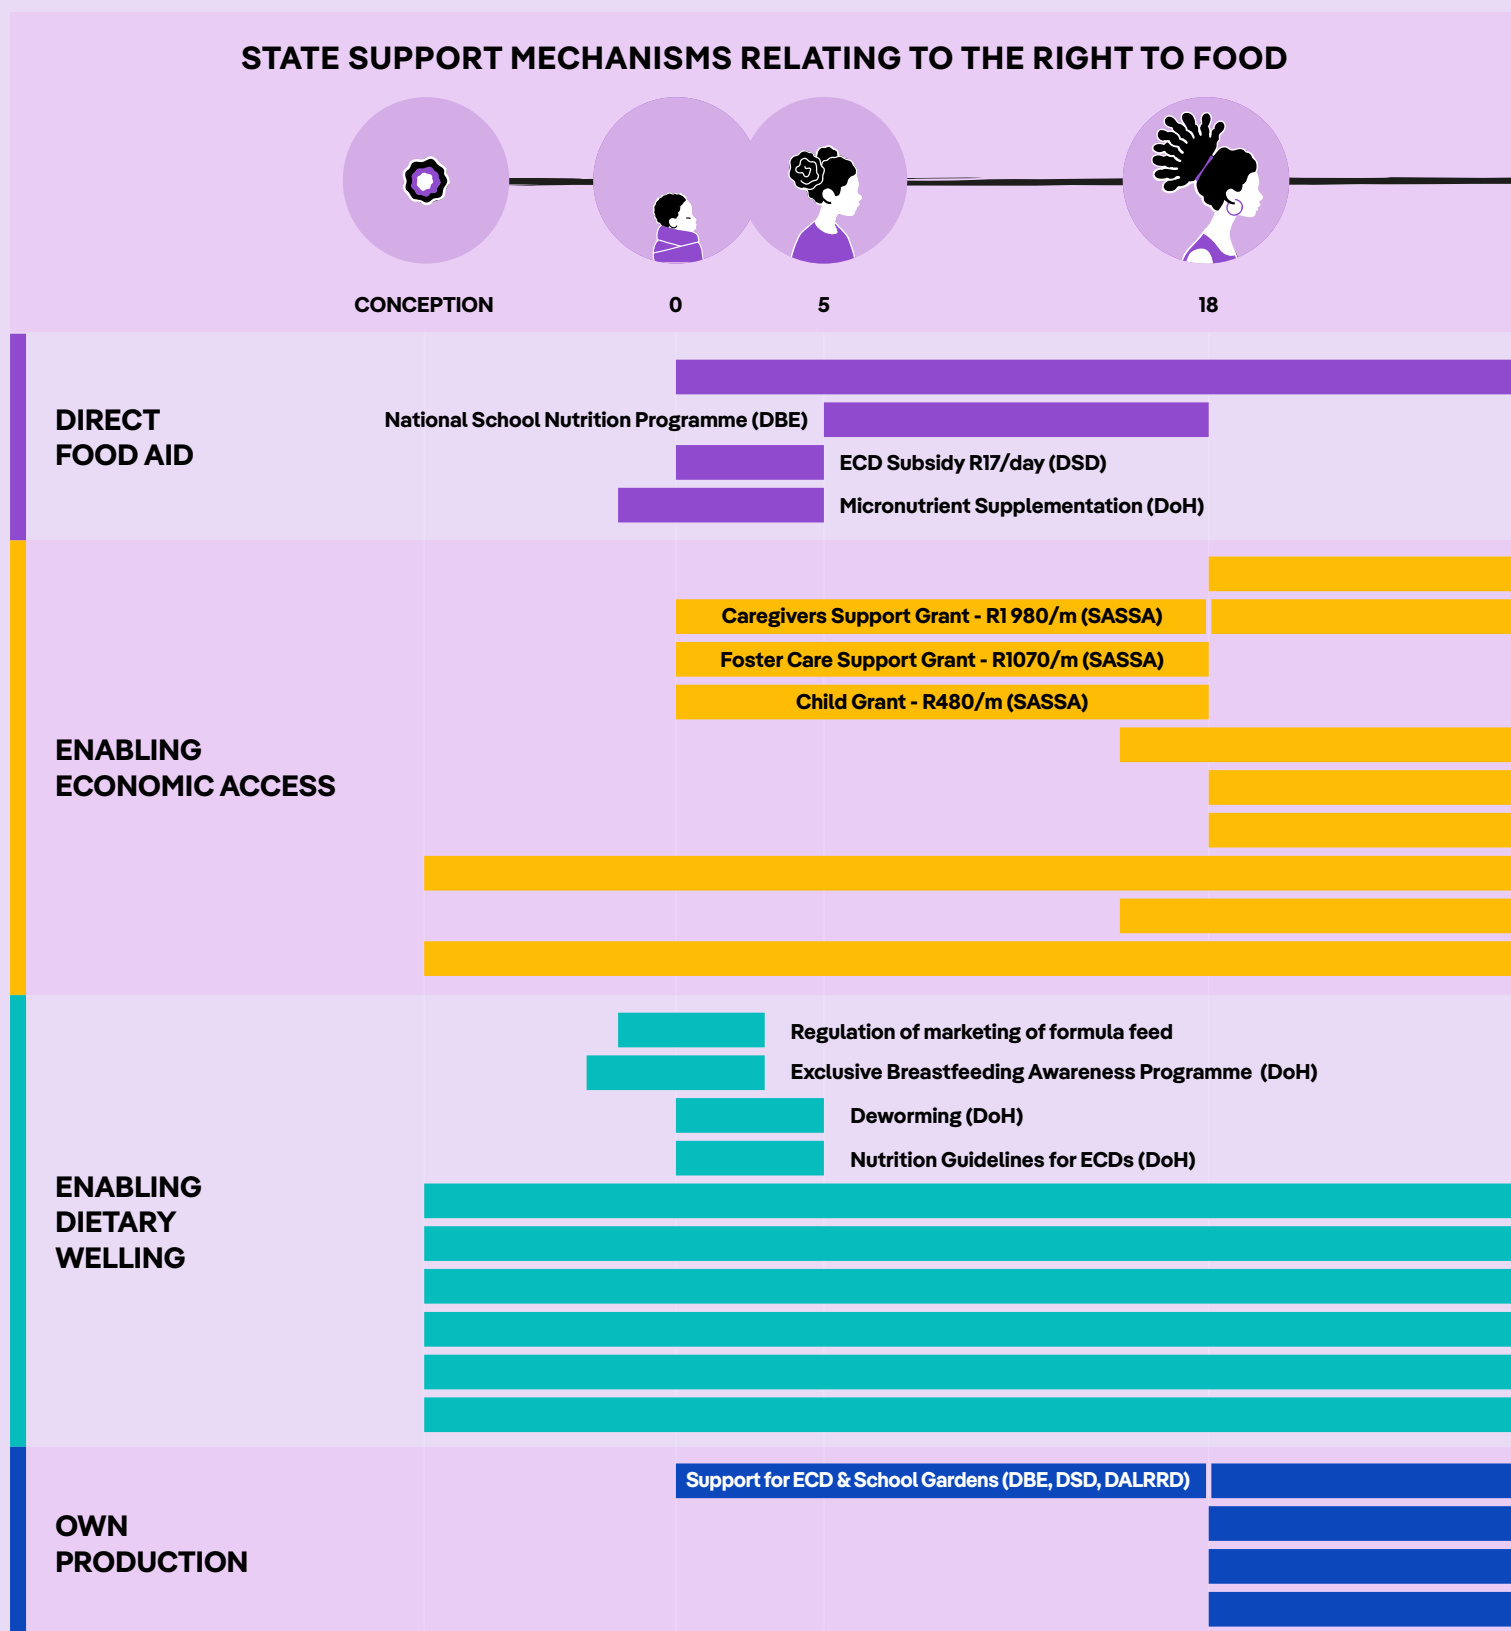 STATE SUPPORT MECHANISMS RELATING TO THE RIGHT TO FOOD
CONCEPTION
0
5
18
DIRECT
FOOD AID
National School Nutrition Programme (DBE)
ECD Subsidy R17/day (DSD)
Micronutrient Supplementation (DoH)
ENABLING
ECONOMIC ACCESS
Caregivers Support Grant - R1 980/m (SASSA)
Foster Care Support Grant - R1070/m (SASSA)
Child Grant - R480/m (SASSA)
ENABLING
DIETARY
WELLING
Regulation of marketing of formula feed
Exclusive Breastfeeding Awareness Programme (DoH)
Deworming (DoH)
Nutrition Guidelines for ECDs (DoH)
OWN
PRODUCTION
Support for ECD & School Gardens (DBE, DSD, DALRRD)